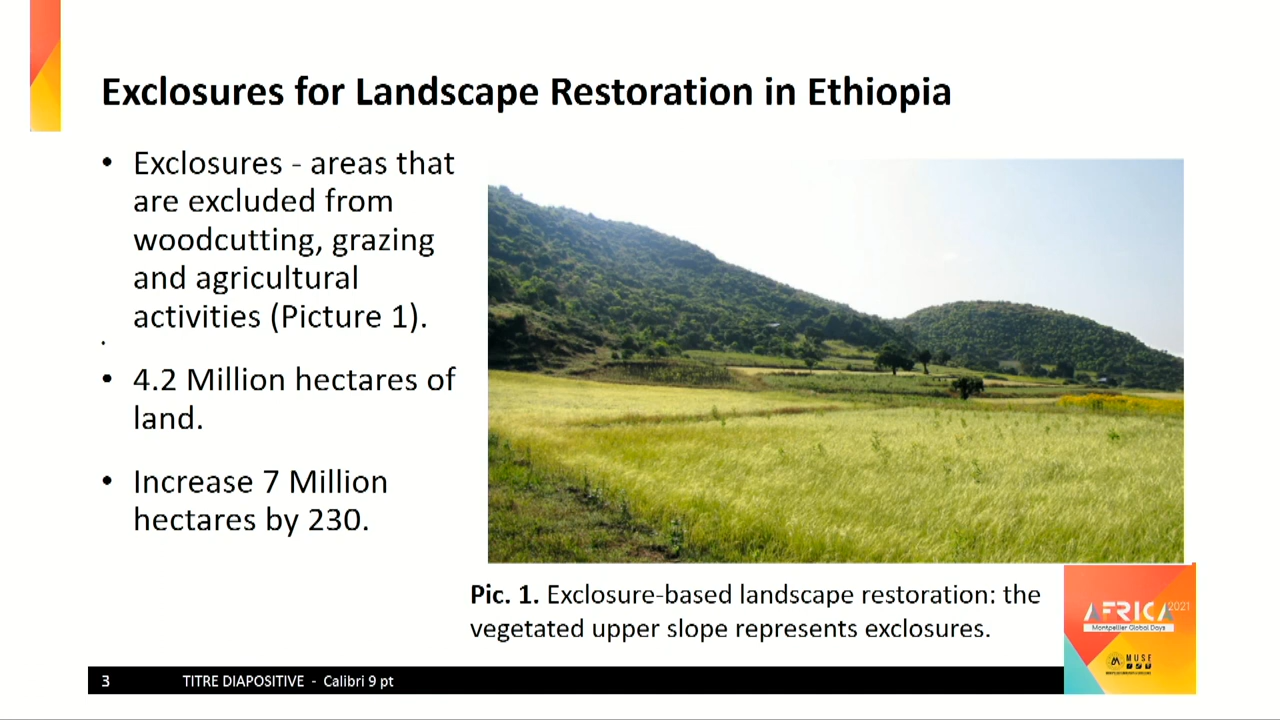 Exclosures for Landscape Restoration in Ethiopia
• Exclosures - areas that
are excluded from
woodcutting, grazing
and agricultural
activities (Picture 1).
•
• 4.2 Million hectares of
land.
• Increase 7 Million
hectares by 230.
Pic. 1. Exclosure-based landscape restoration: the
vegetated upper slope represents exclosures.
AFRICA 2021
Montpellier Global Days
MUSE
3 TITRE DIAPOSITIVE - Calibri 9 pt